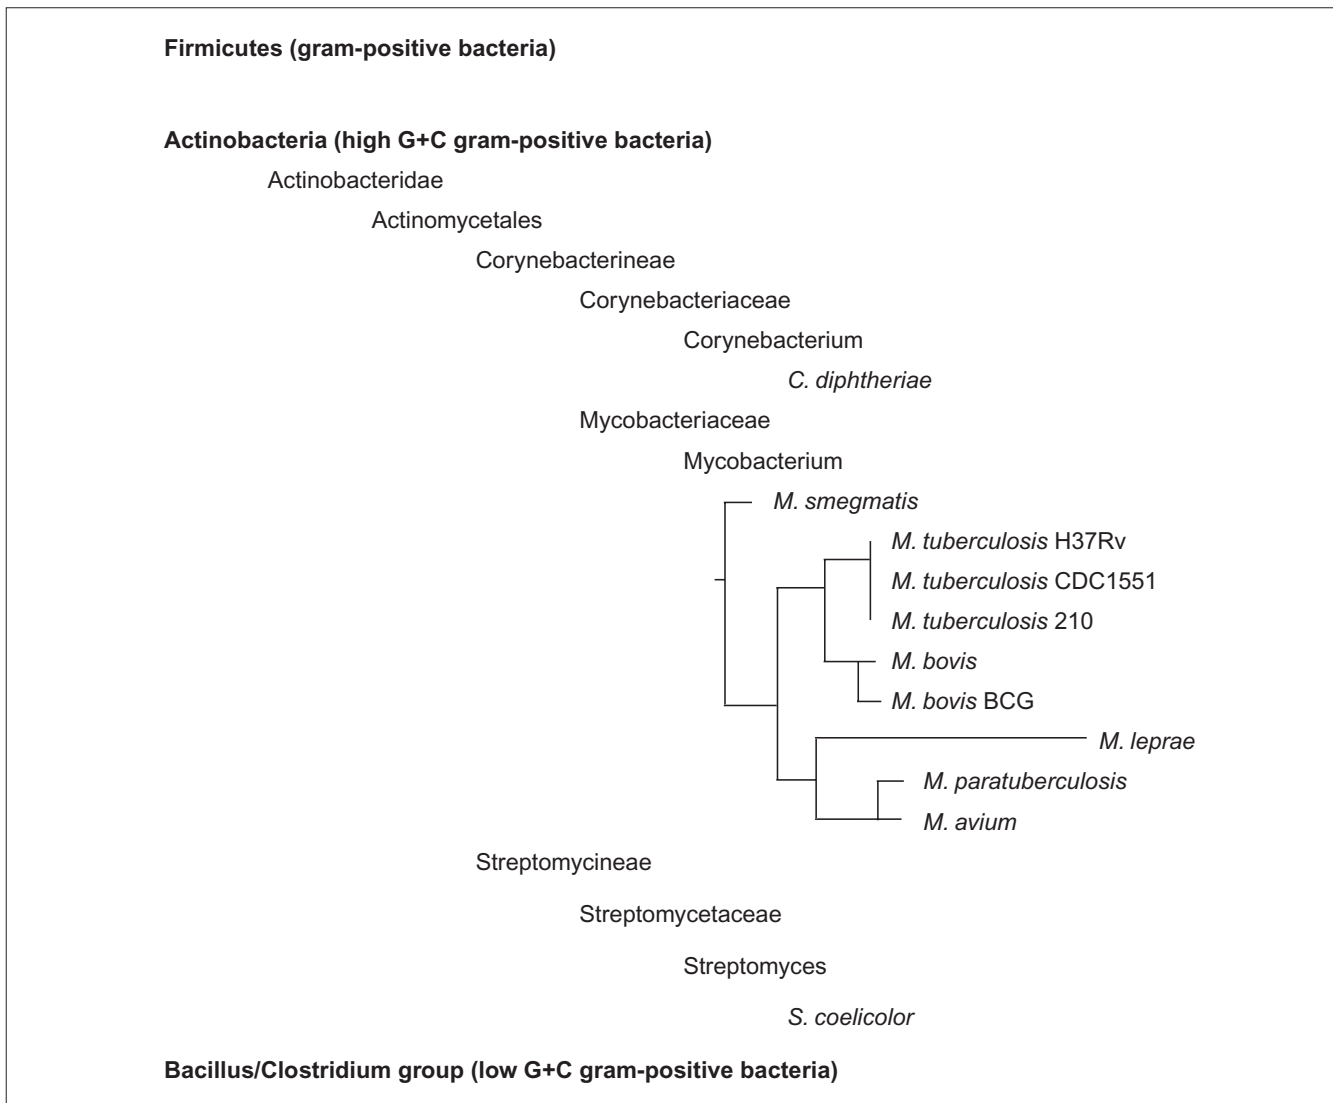 Firmicutes (gram-positive bacteria)
Actinobacteria (high G+C gram-positive bacteria)
Actinobacteridae
Actinomycetales
Corynebacterineae
Corynebacteriaceae
Corynebacterium
C. diphtheriae
Mycobacteriaceae
Mycobacterium
M. smegmatis
M. tuberculosis H37Rv
M. tuberculosis CDC1551
M. tuberculosis 210
M. bovis
M. bovis BCG
M. leprae
M. paratuberculosis
M. avium
Streptomycineae
Streptomycetaceae
Streptomyces
S. coelicolor
Bacillus/Clostridium group (low G+C gram-positive bacteria)